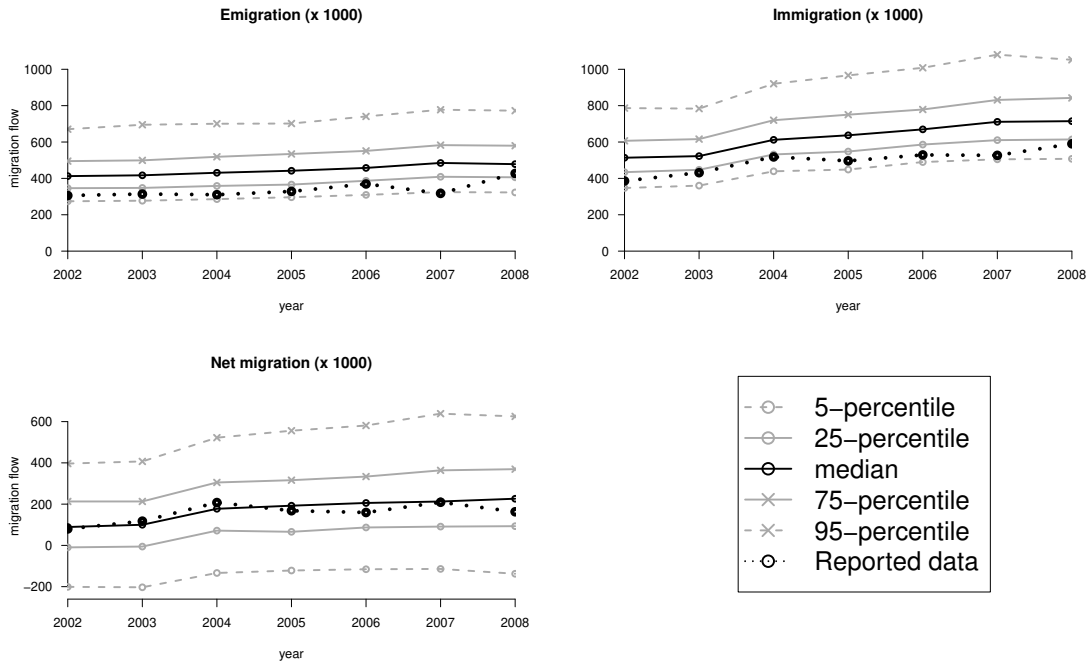 Emigration (x 1000)
migration flow
1000
800
600
400
200
0
2002 2003 2004 2005 2006 2007 2008
year
Immigration (x 1000)
1000
800
600
400
200
0
2002 2003 2004 2005 2006 2007 2008
year
Net migration (x 1000)
migration flow
600
400
200
0
−200
2002 2003 2004 2005 2006 2007 2008
year
5−percentile
25−percentile
median
75−percentile
95−percentile
Reported data